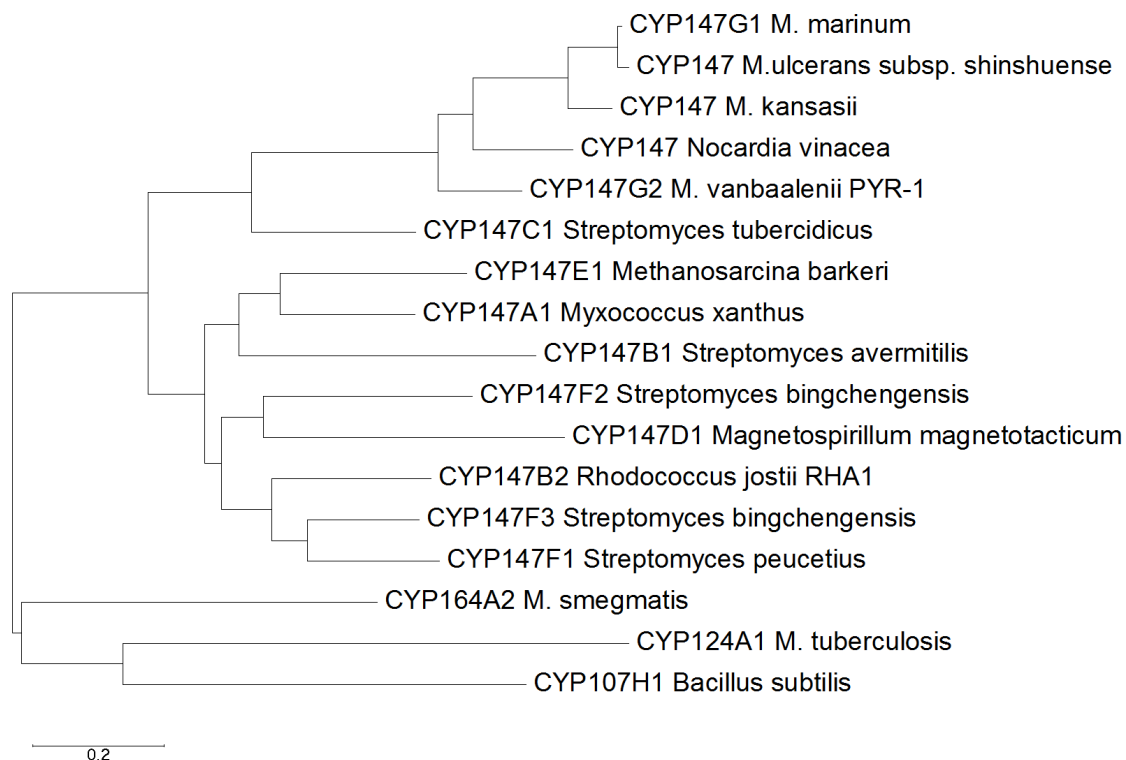 CYP147G1 M. marinum
CYP147 M.ulcerans subsp. shinshuense
CYP147 M. kansasii
CYP147 Nocardia vinacea
CYP147G2 M. vanbaalenii PYR-1
CYP147C1 Streptomyces tubercidicus
CYP147E1 Methanosarcina barkeri
CYP147A1 Myxococcus xanthus
CYP147B1 Streptomyces avermitilis
CYP147F2 Streptomyces bingchengensis
CYP147D1 Magnetospirillum magnetotacticum
CYP147B2 Rhodococcus jostii RHA1
CYP147F3 Streptomyces bingchengensis
CYP147F1 Streptomyces peucetius
CYP164A2 M. smegmatis
CYP124A1 M. tuberculosis
CYP107H1 Bacillus subtilis
0.2